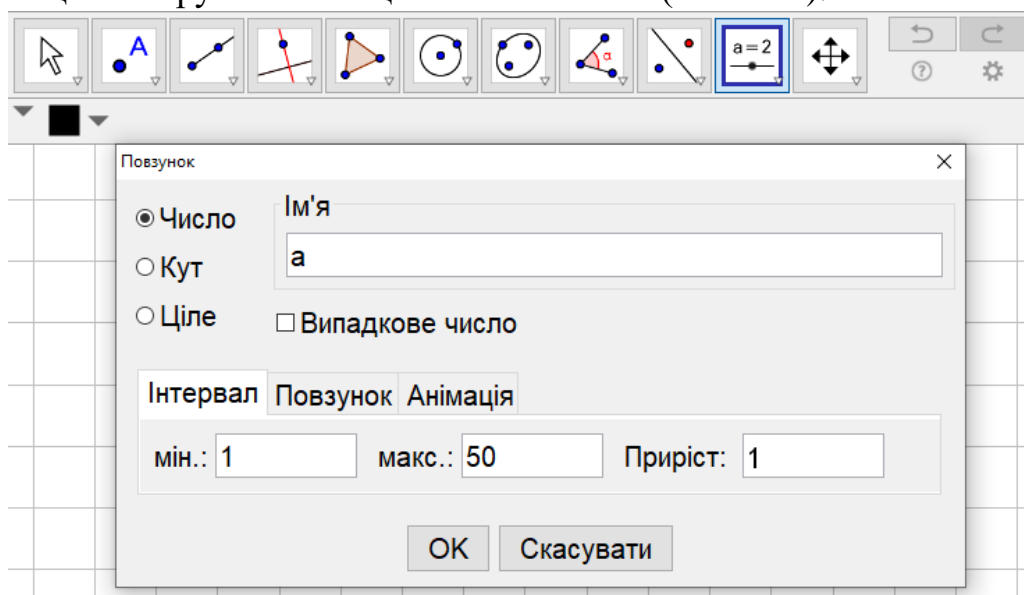 A
α
a=2
Повзунок
Число
Ім'я
a
Кут
Ціле
Випадкове число
Інтервал Повзунок Анімація
мін.: 1 макс.: 50 Приріст: 1
OK Скасувати